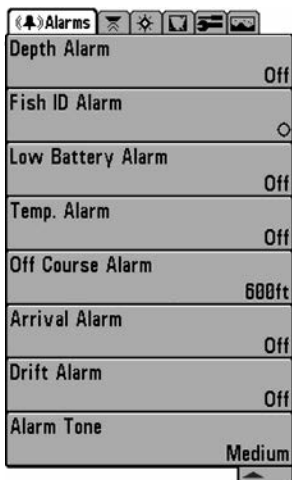 Alarms
Depth Alarm
Off
Fish ID Alarm
Low Battery Alarm
Off
Temp. Alarm
Off
Off Course Alarm
600ft
Arrival Alarm
Off
Drift Alarm
Off
Alarm Tone
Medium